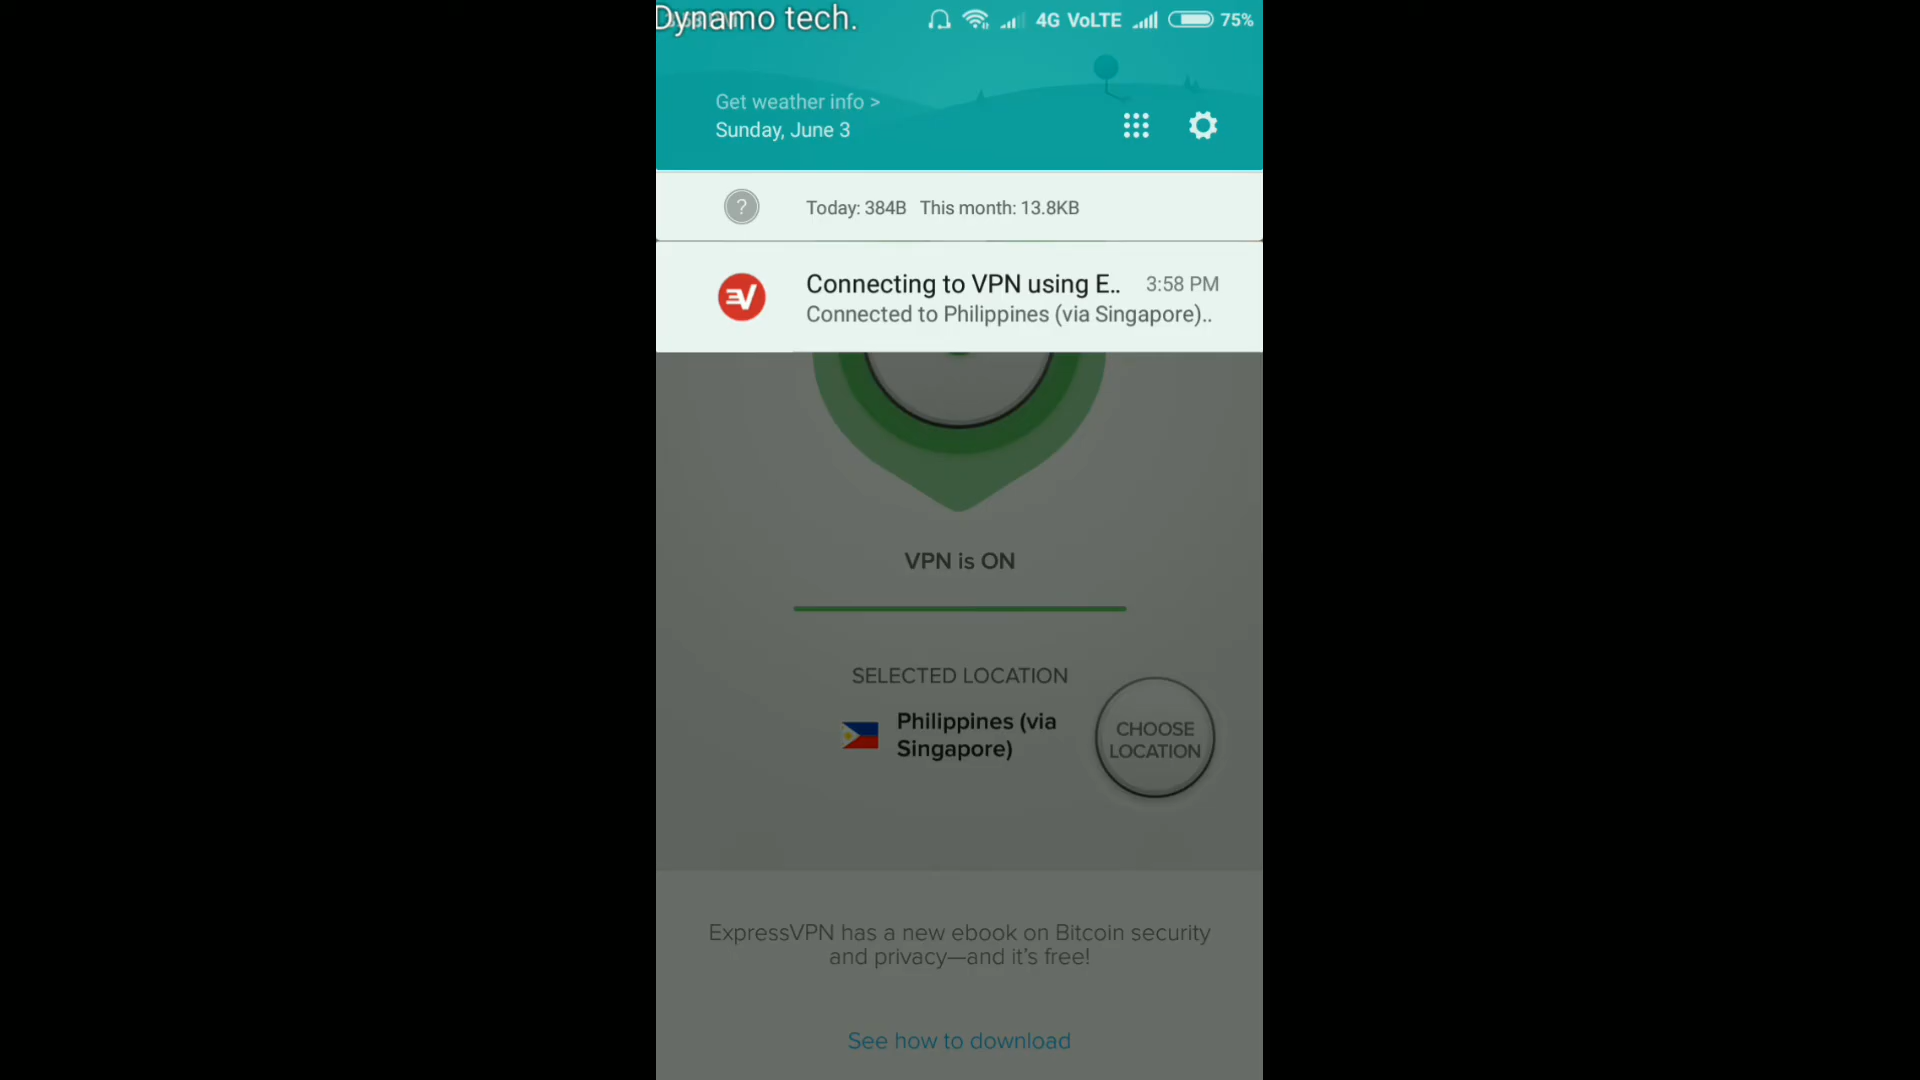 Dynamo tech.
4G VoLTE 75%
Get weather info >
Sunday, June 3
?
Today: 384B This month: 13.8KB
Connecting to VPN using E.. 3:58 PM
Connected to Philippines (via Singapore)..
VPN is ON
SELECTED LOCATION
Philippines (via
Singapore)
CHOOSE
LOCATION
ExpressVPN has a new ebook on Bitcoin security
and privacy—and it's free!
See how to download